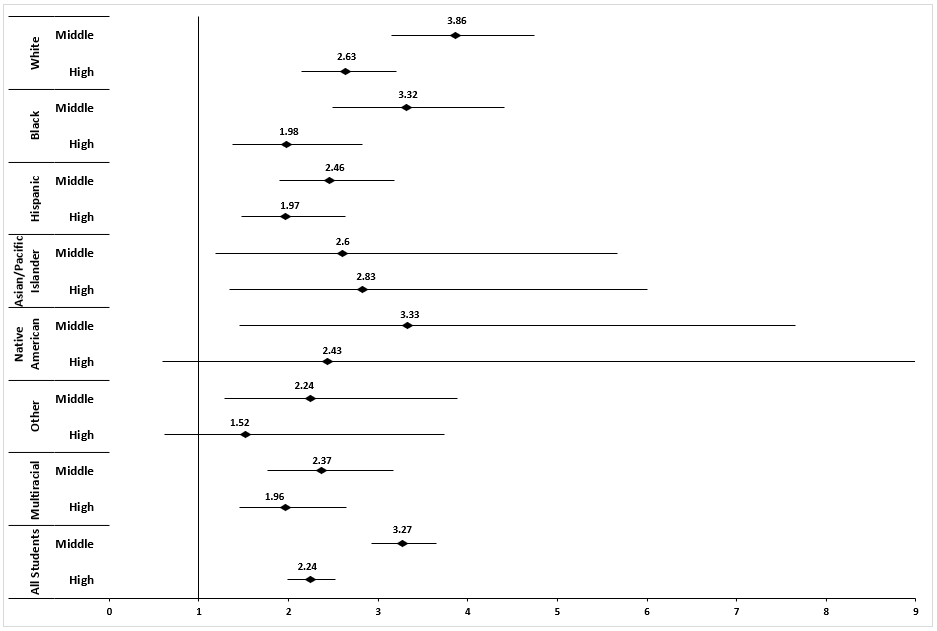 White
Middle
3.86
High
2.63
Black
Middle
3.32
High
1.98
Hispanic
Middle
2.46
High
1.97
Asian/Pacific
Islander
Middle
2.6
High
2.83
Native
American
Middle
3.33
High
2.43
Other
Middle
2.24
High
1.52
Multiracial
Middle
2.37
High
1.96
All Students
Middle
3.27
High
2.24
0 1 2 3 4 5 6 7 8 9